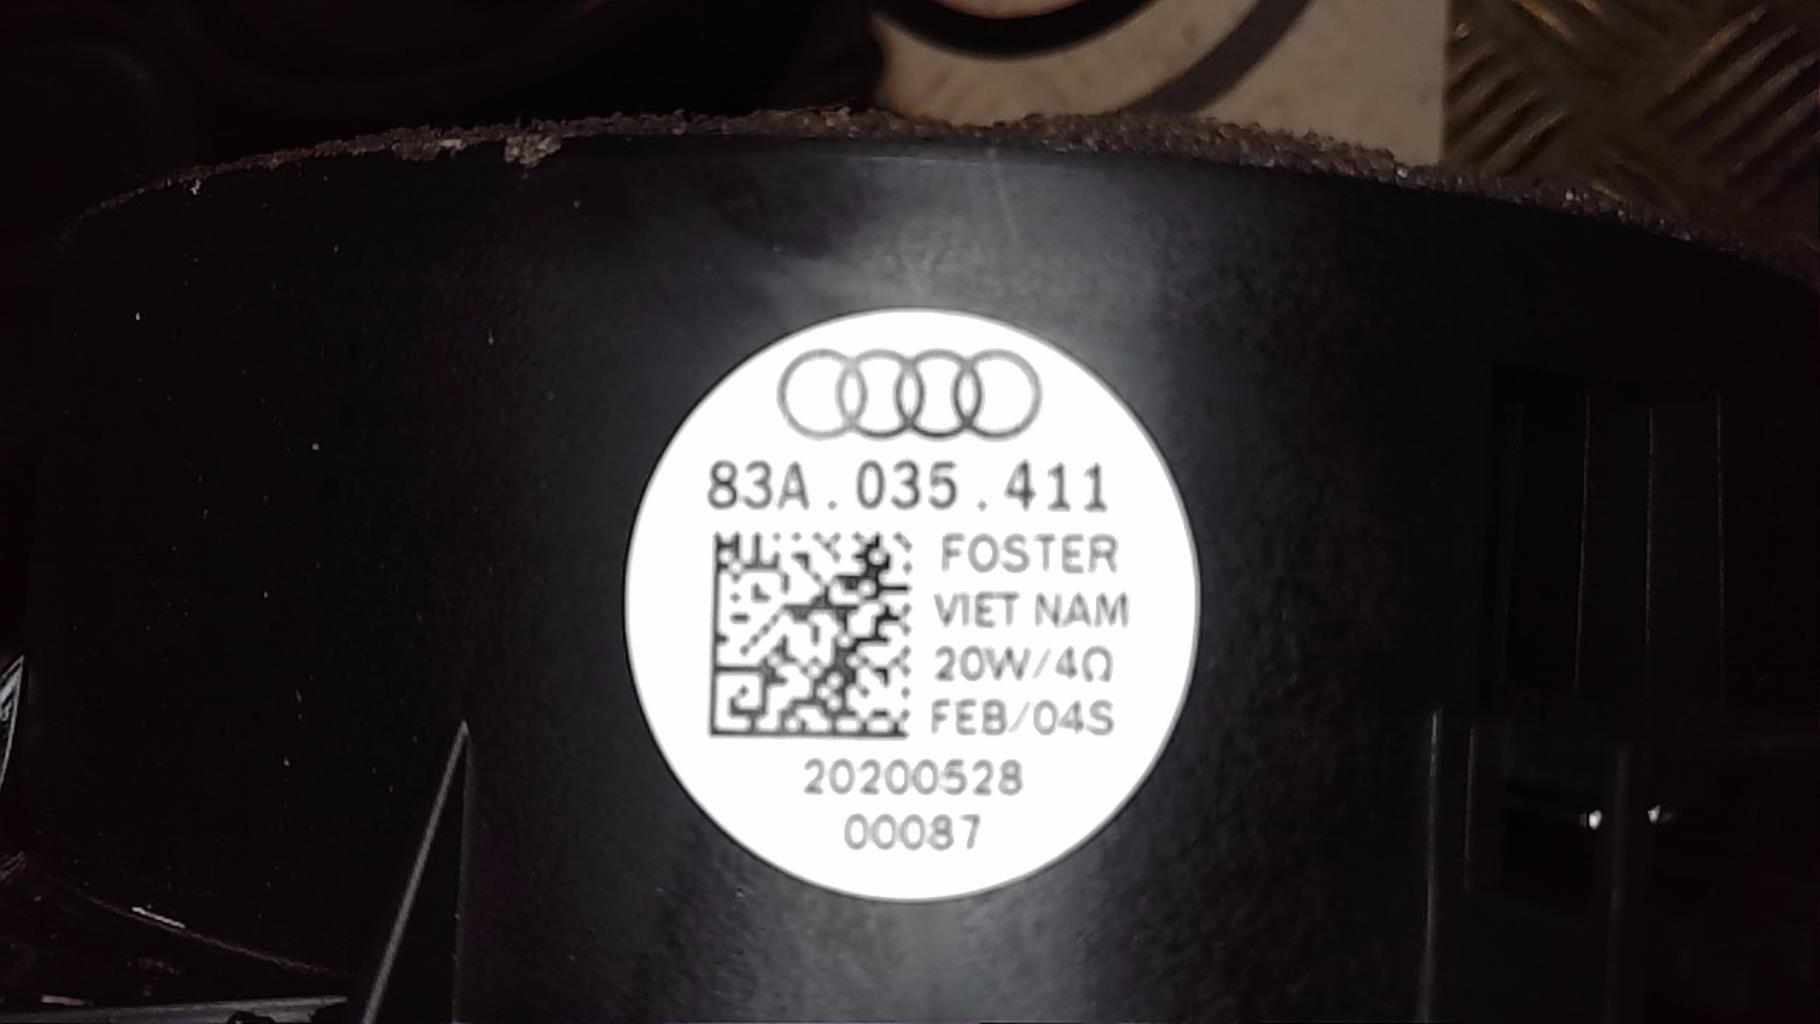 83A.035.411
FOSTER
VIET NAM
20W/4Ω
FEB/04S
20200528
00087